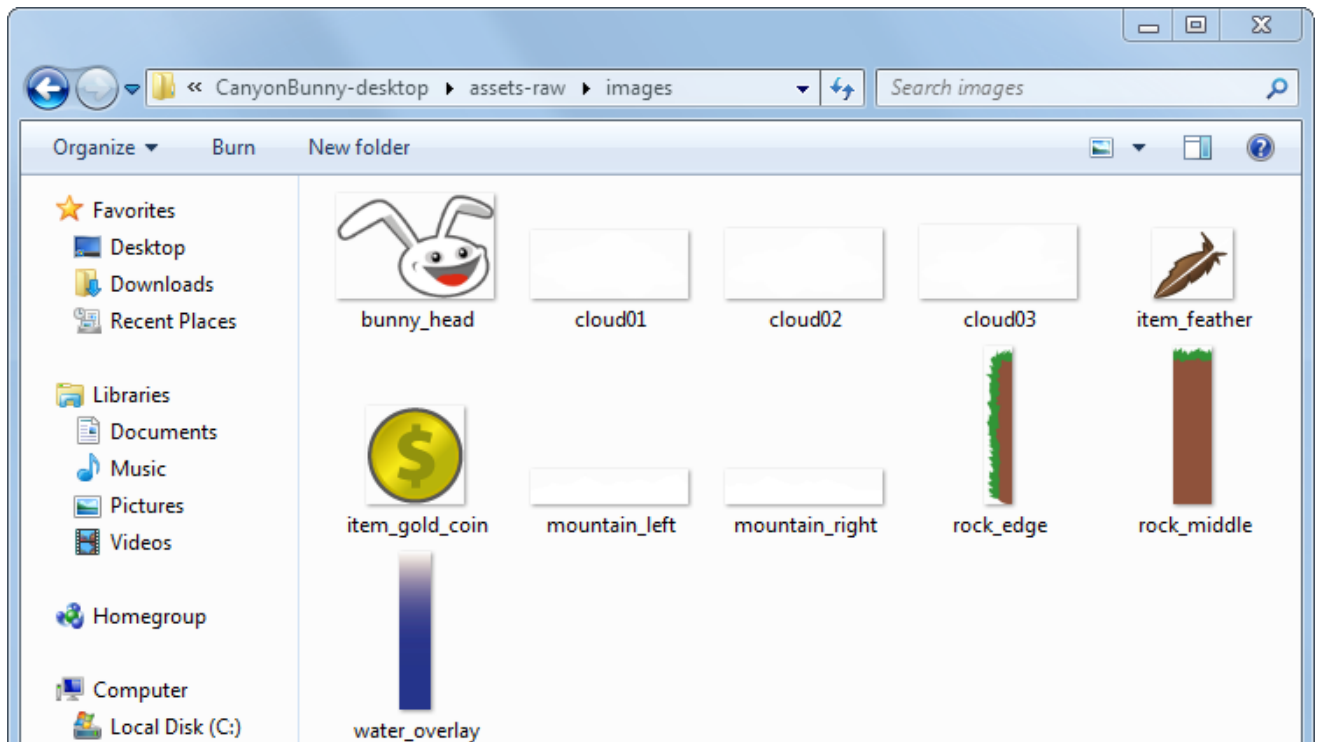 « CanyonBunny-desktop ▸ assets-raw ▸ images
Search images
Organize
Burn
New folder
Favorites
Desktop
Downloads
Recent Places
Libraries
Documents
Music
Pictures
Videos
Homegroup
Computer
Local Disk (C:)
bunny_head
cloud01
cloud02
cloud03
item_feather
$
item_gold_coin
mountain_left
mountain_right
rock_edge
rock_middle
water_overlay